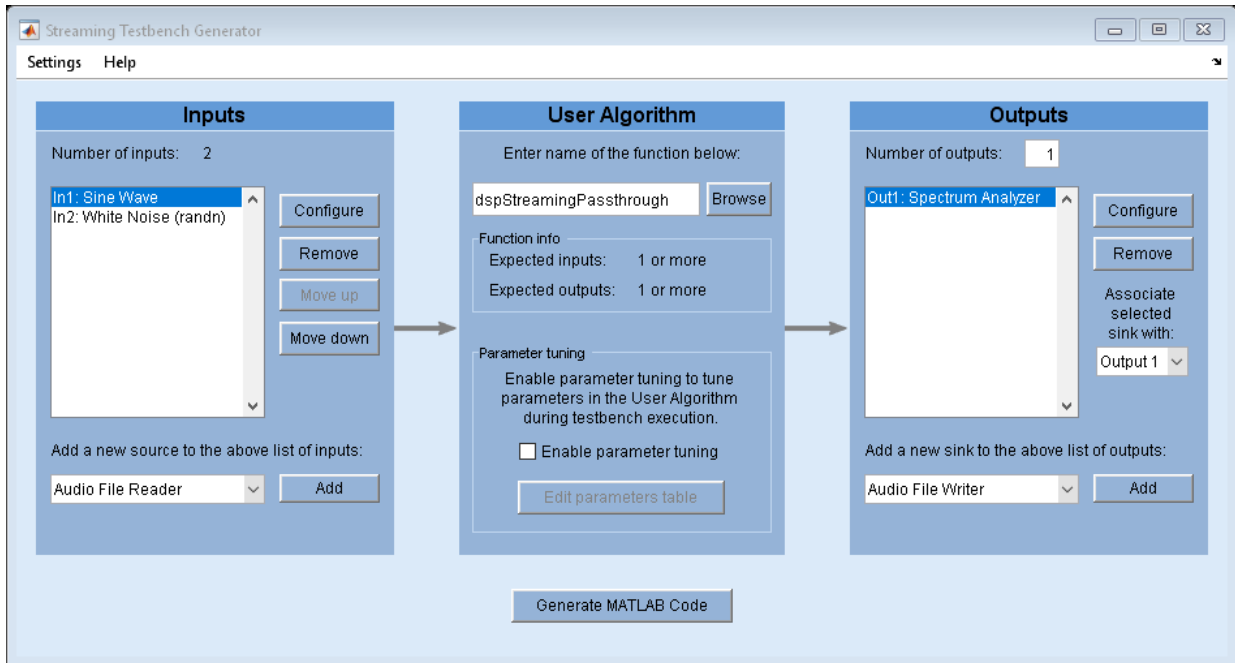 Streaming Testbench Generator
Settings Help
Inputs
Number of inputs: 2
In1: Sine Wave
In2: White Noise (randn)
Configure
Remove
Move up
Move down
Add a new source to the above list of inputs:
Audio File Reader
Add
User Algorithm
Enter name of the function below:
dspStreamingPassthrough
Browse
Function info
Expected inputs: 1 or more
Expected outputs: 1 or more
Parameter tuning
Enable parameter tuning to tune
parameters in the User Algorithm
during testbench execution.
Enable parameter tuning
Edit parameters table
Outputs
Number of outputs: 1
Out1: Spectrum Analyzer
Configure
Remove
Associate
selected
sink with:
Output 1
Add a new sink to the above list of outputs:
Audio File Writer
Add
Generate MATLAB Code